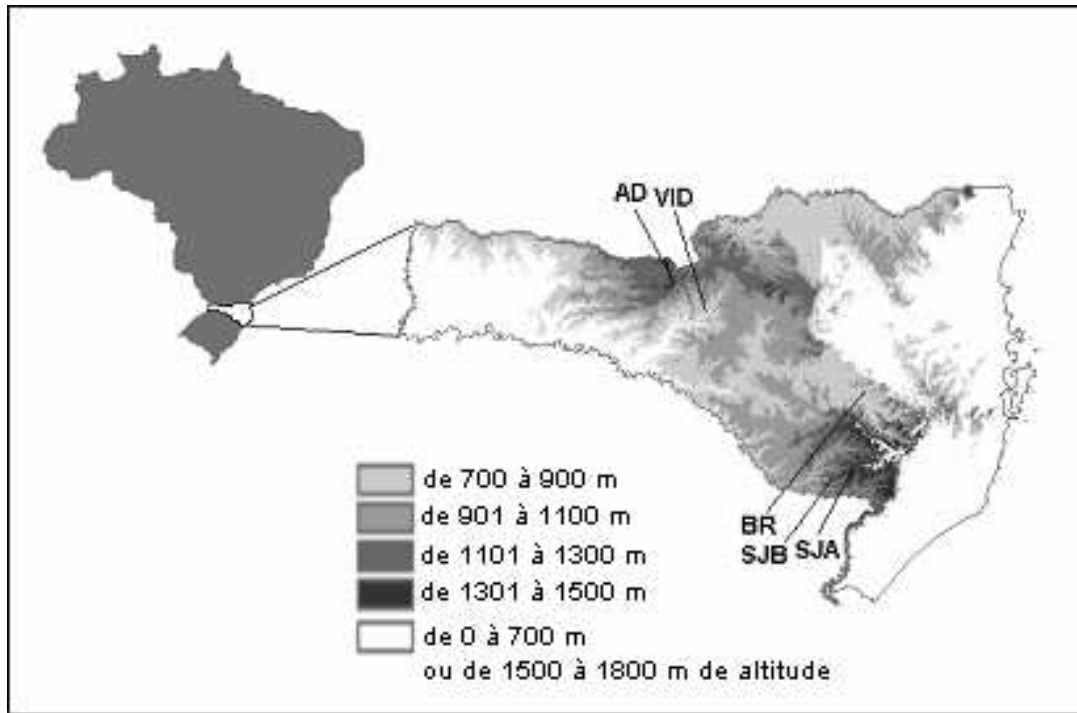 AD VID
de 700 à 900 m
de 901 à 1100 m
de 1101 à 1300 m
de 1301 à 1500 m
de 0 à 700 m
ou de 1500 à 1800 m de altitude
BR
SJB SJA